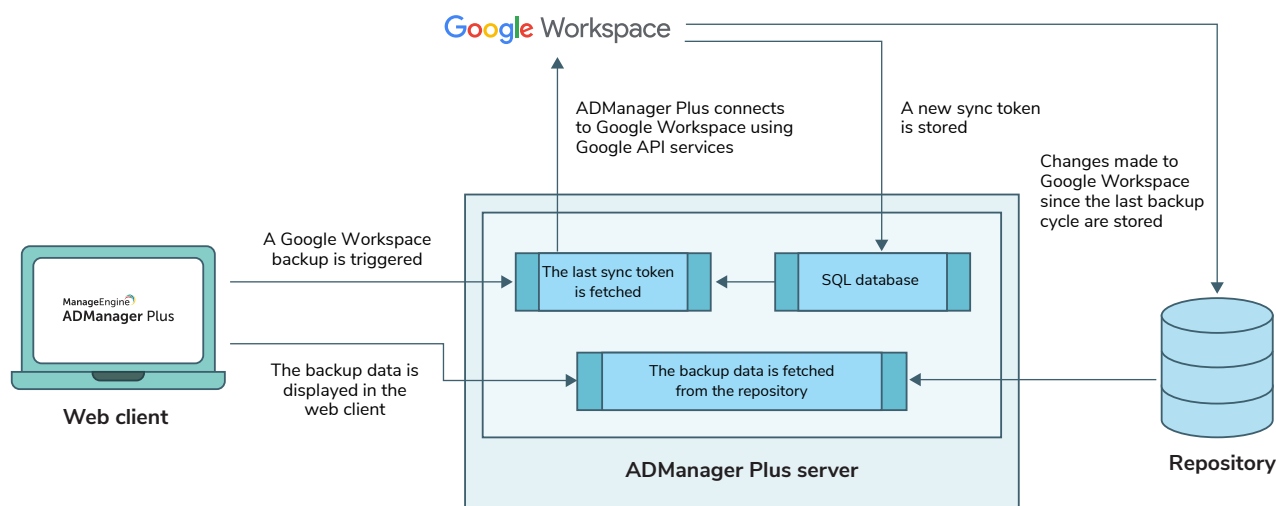 Google Workspace
ADManager Plus connects
to Google Workspace using
Google API services
A new sync token
is stored
Changes made to
Google Workspace
since the last backup
cycle are stored
A Google Workspace
backup is triggered
The last sync token
is fetched
SQL database
ManageEngine
ADManager Plus
The backup data is
displayed in the
web client
The backup data is fetched
from the repository
Web client
ADManager Plus server
Repository